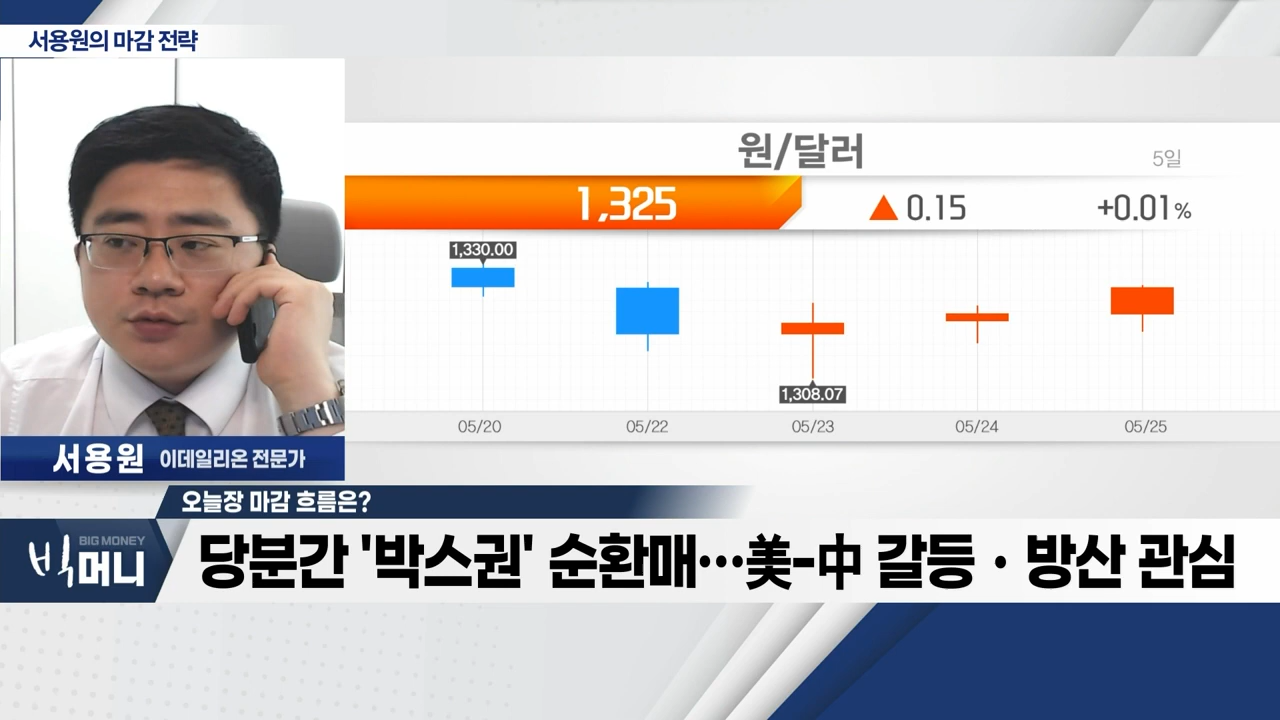 서용원의 마감 전략
원/달러
5일
1,325
▲ 0.15
+0.01%
1,330.00
1,308.07
05/20
05/22
05/23
05/24
05/25
서용원 이데일리온 전문가
오늘장 마감 흐름은?
BIG MONEY
빅머니
당분간 '박스권' 순환매…美-中 갈등·방산 관심